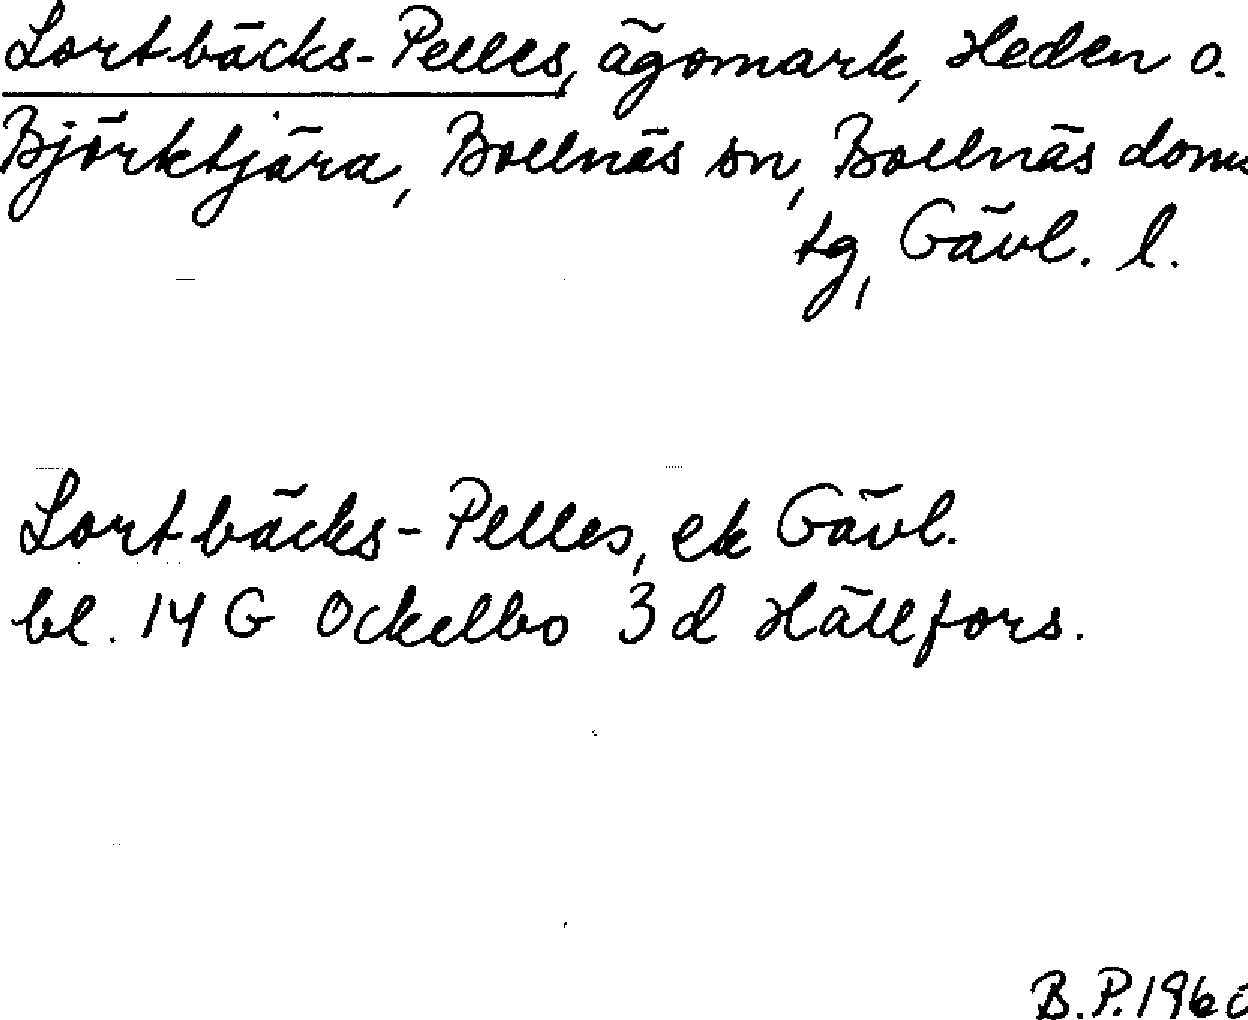 Lortbäcks-Pelles, ägomark, Heden o.
Björktjära, Bollnäs sn, Bollnäs doms
tg, Gävl. l.
Lortbäcks-Pelles, ek Gävl.
bl. 14 G Ockelbo 3 d Hällfors.
B.P. 1960